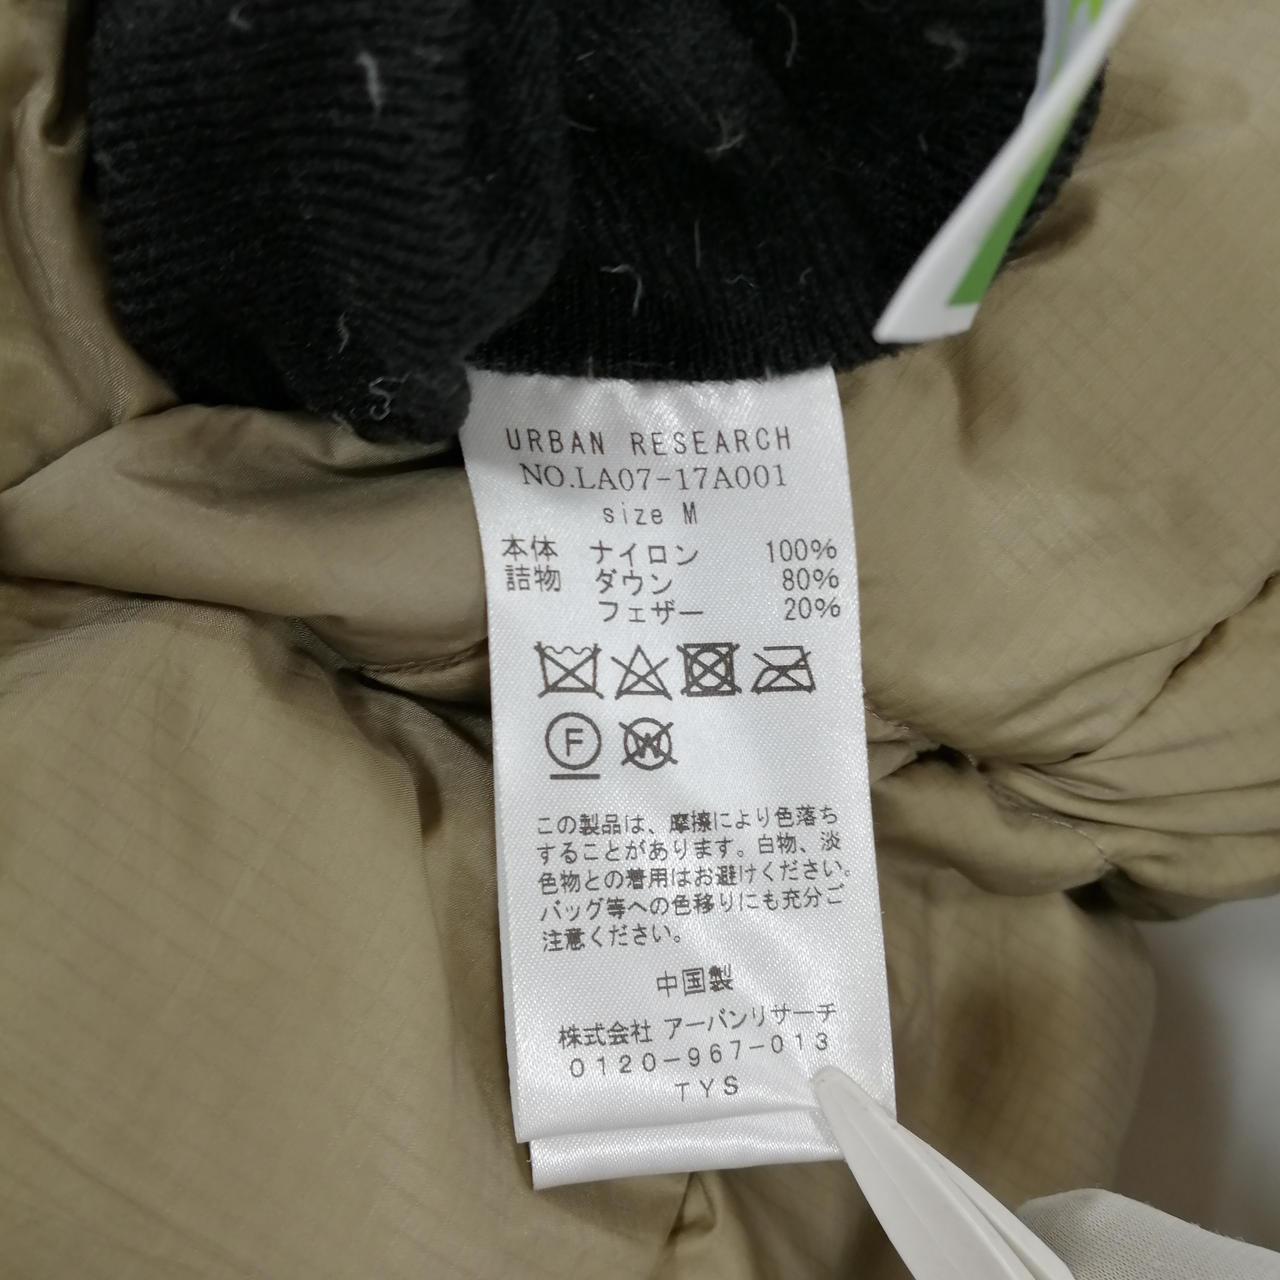 URBAN RESEARCH
NO.LA07-17A001
size M
本体 ナイロン 100%
詰物 ダウン 80%
フェザー 20%
F W
この製品は、摩擦により色落ち
することがあります。白物、淡
色物との着用はお避けください。
バッグ等への色移りにも充分ご
注意ください。
中国製
株式会社 アーバンリサーチ
0120-967-013
TYS